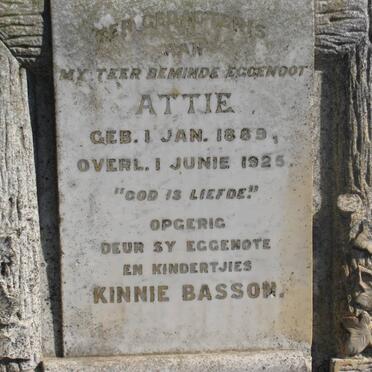 TER GEDAGTENIS
VAN
MY TEER BEMINDE EGGENOOT
ATTIE
GEB. 1 JAN. 1889,
OVERL. 1 JUNIE 1925.
"GOD IS LIEFDE."
OPGERIG
DEUR SY EGGENOTE
EN KINDERTJIES
KINNIE BASSON.